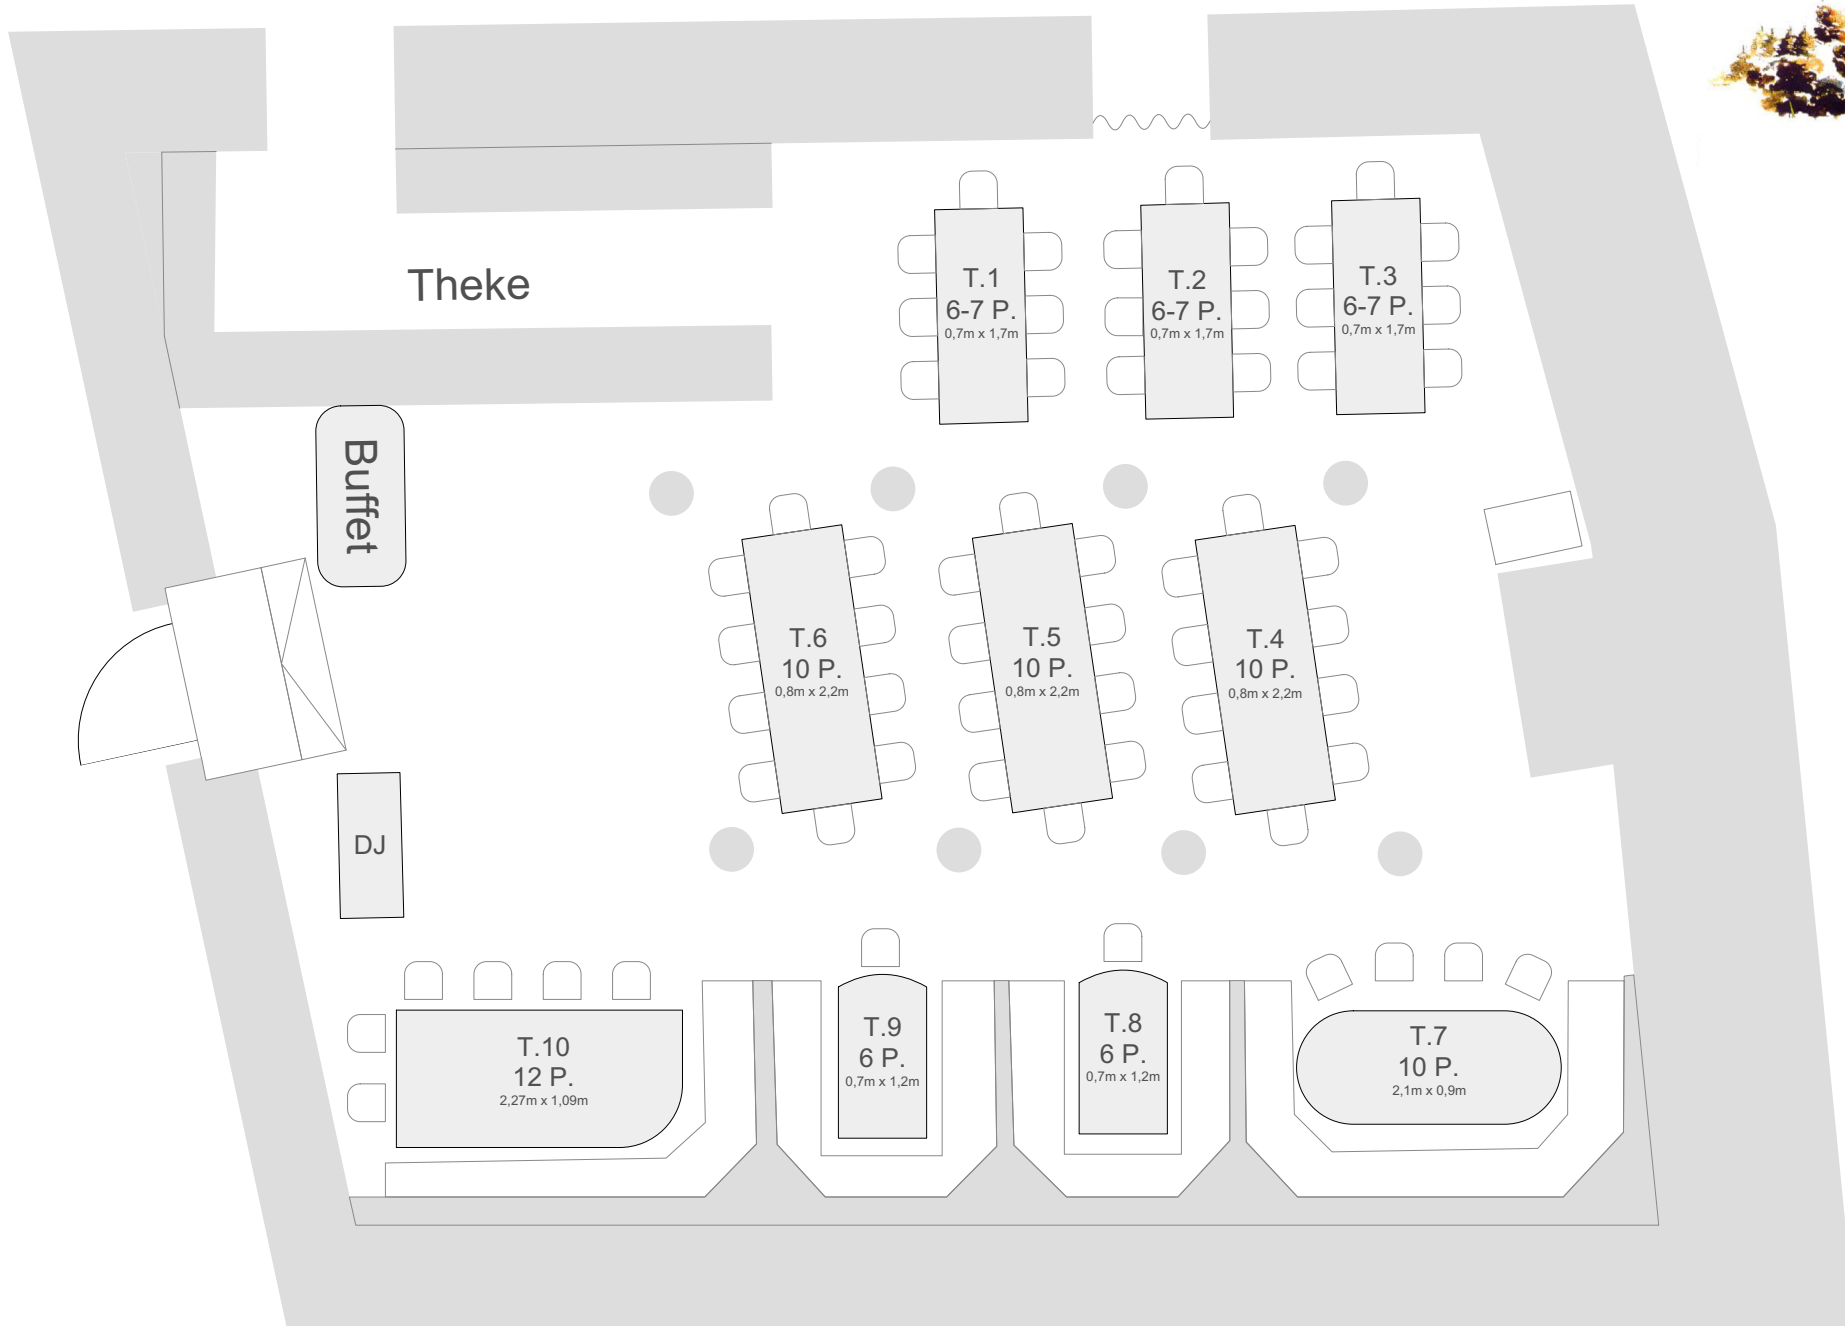 Theke
T.1
6-7 P.
0,7m x 1,7m
T.2
6-7 P.
0,7m x 1,7m
T.3
6-7 P.
0,7m x 1,7m
Buffet
T.6
10 P.
0,8m x 2,2m
T.5
10 P.
0,8m x 2,2m
T.4
10 P.
0,8m x 2,2m
DJ
T.10
12 P.
2,27m x 1,09m
T.9
6 P.
0,7m x 1,2m
T.8
6 P.
0,7m x 1,2m
T.7
10 P.
2,1m x 0,9m